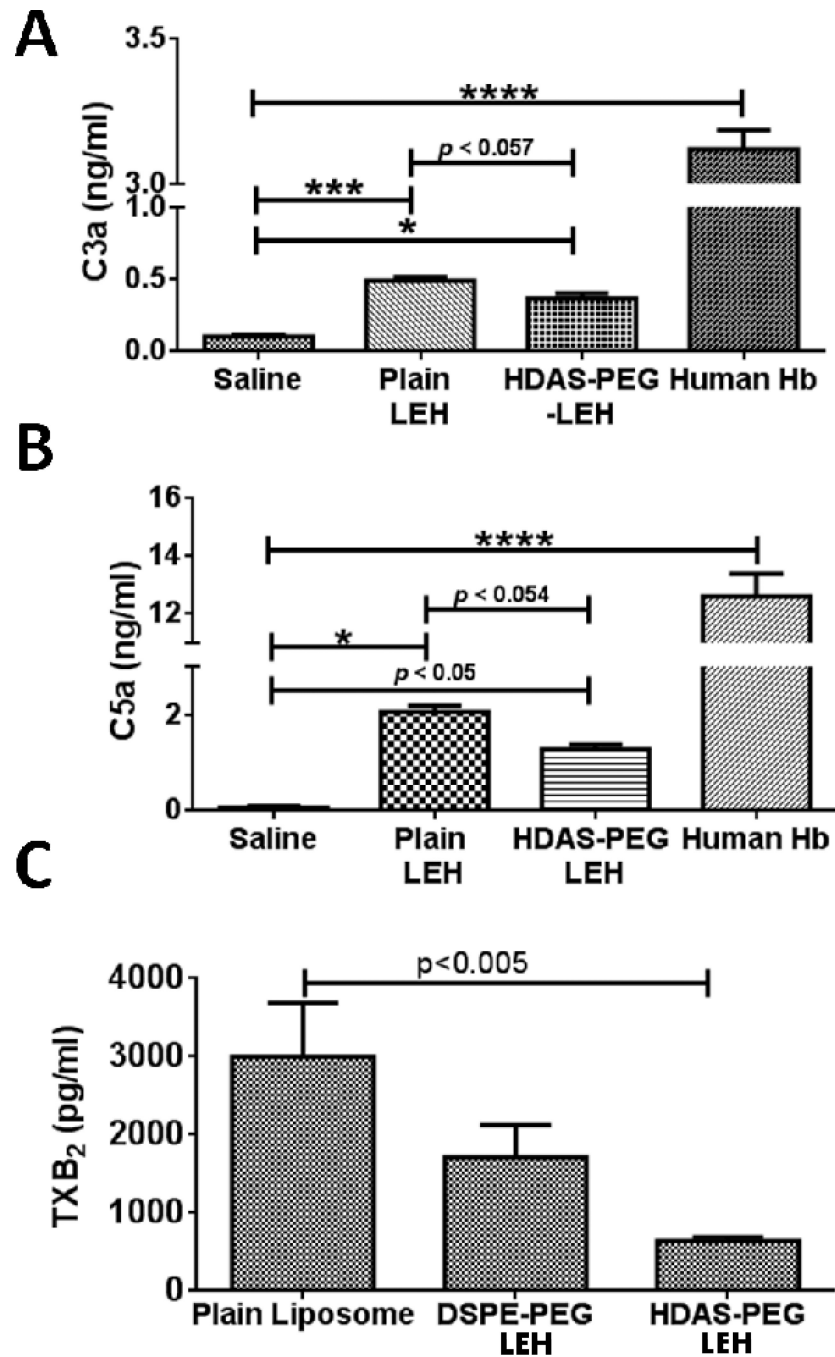 A
C3a (ng/ml)
3.5
3.0
1.0
0.5
0.0
****
p < 0.057
***
*
Saline
Plain
LEH
HDAS-PEG
-LEH
Human Hb
B
C5a (ng/ml)
16
14
12
2
0
****
p < 0.054
*
p < 0.05
Saline
Plain
LEH
HDAS-PEG
LEH
Human Hb
C
TXB₂ (pg/ml)
4000
3000
2000
1000
0
p<0.005
Plain Liposome
DSPE-PEG
LEH
HDAS-PEG
LEH